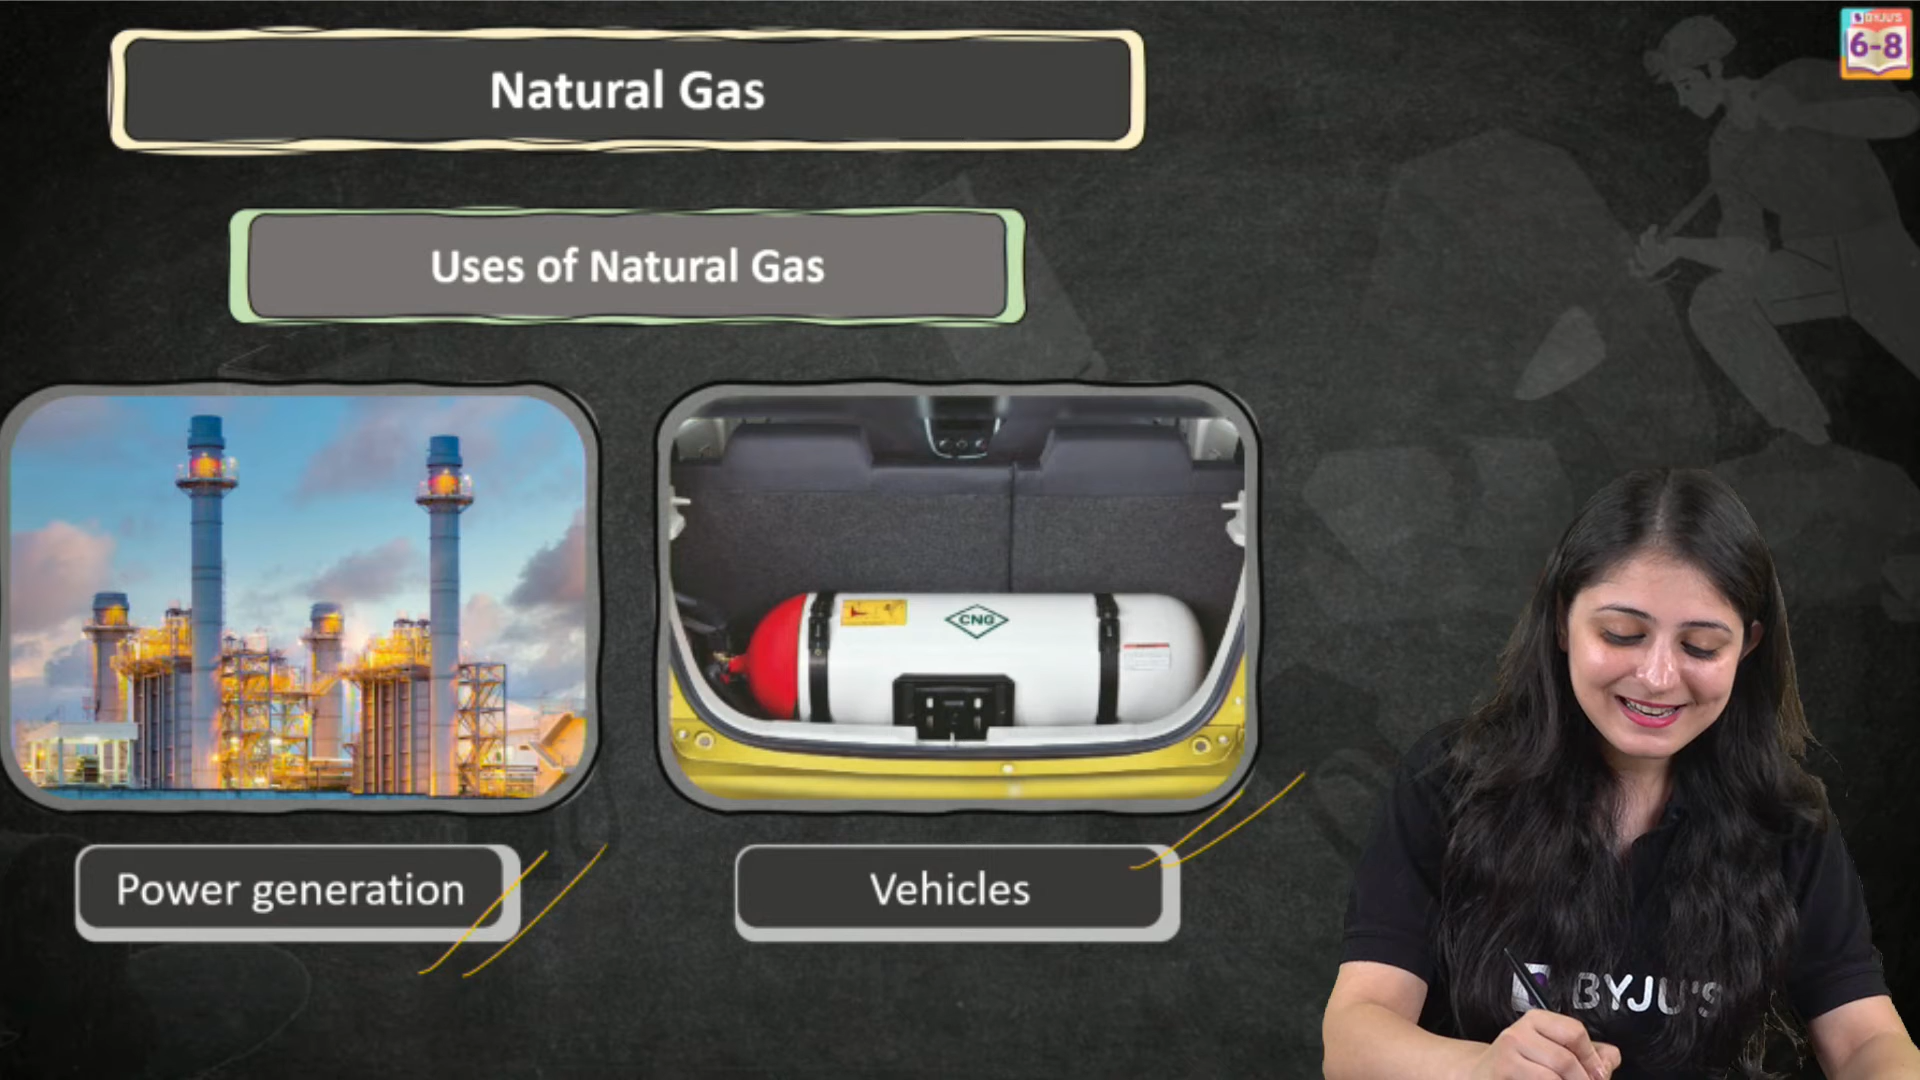 BYJU'S
6-8
Natural Gas
Uses of Natural Gas
CNG
Power generation
Vehicles
BYJU'S